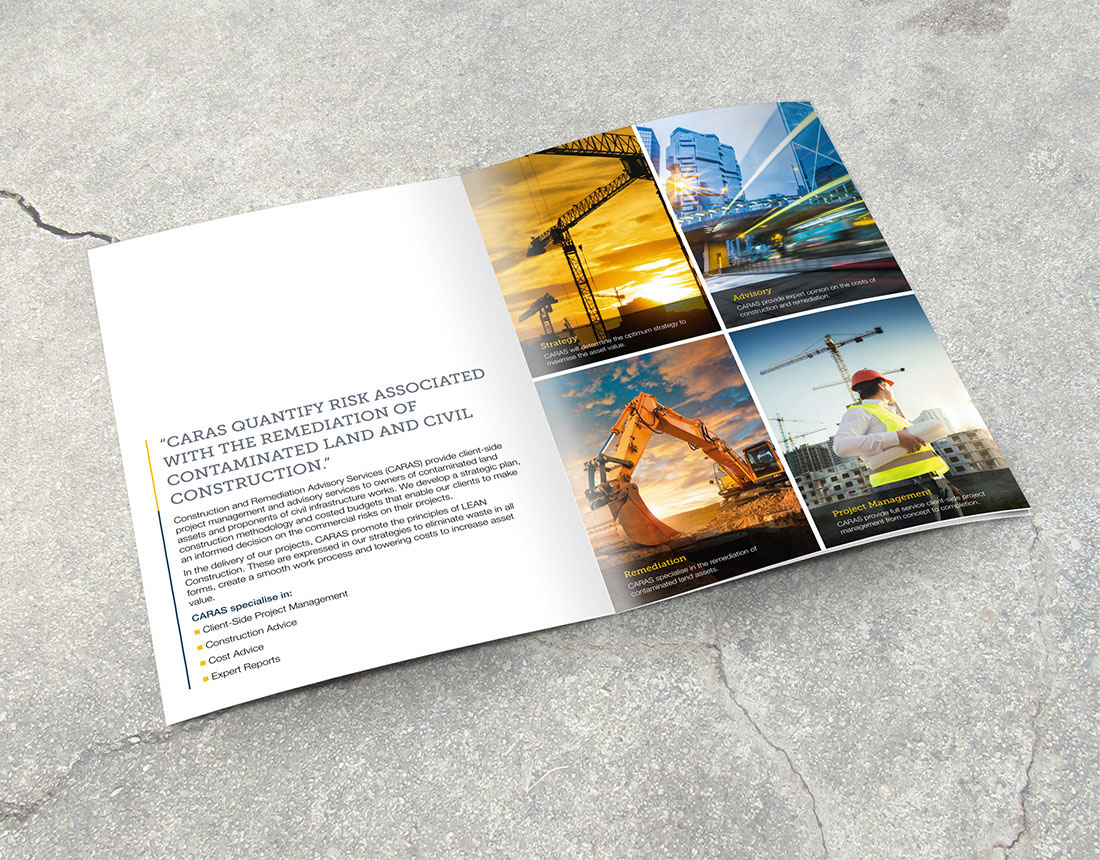 “CARAS QUANTIFY RISK ASSOCIATED
WITH THE REMEDIATION OF
CONTAMINATED LAND AND CIVIL
CONSTRUCTION.”
Construction and Remediation Advisory Services (CARAS) provide client-side
project management and advisory services to owners of contaminated land
assets and proponents of civil infrastructure works. We develop a strategic plan,
construction methodology and costed budgets that enable our clients to make
an informed decision on the commercial risks on their projects.
In the delivery of our projects, CARAS promote the principles of LEAN
Construction. These are expressed in our strategies to eliminate waste in all
forms, create a smooth work process and lowering costs to increase asset
value.
CARAS specialise in:
Client-Side Project Management
Construction Advice
Cost Advice
Expert Reports
Strategy
CARAS will determine the optimum strategy to
maximise the asset value.
Advisory
CARAS provide expert opinion on the costs of
construction and remediation.
Remediation
CARAS specialise in the remediation of
contaminated land assets.
Project Management
CARAS provide full service client-side project
management from concept to completion.